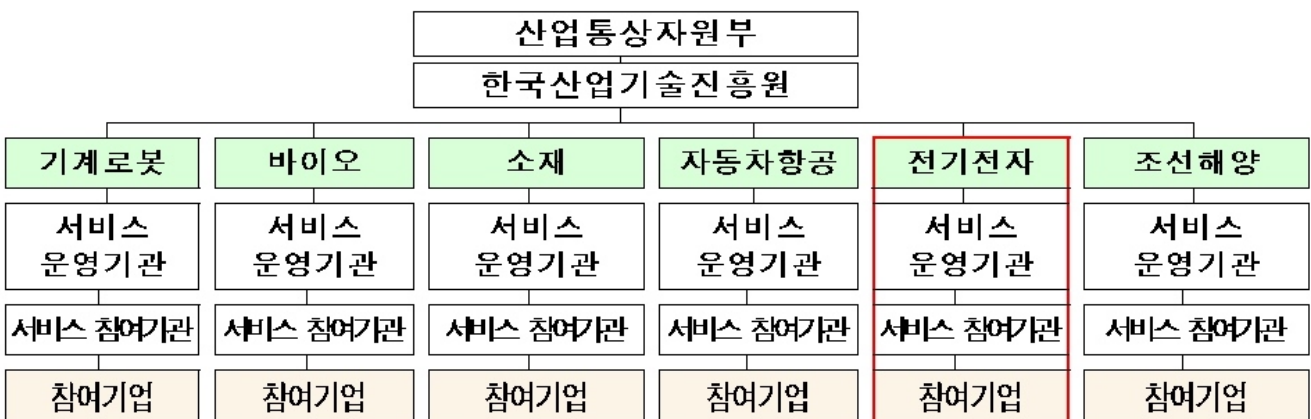 산업통상자원부
한국산업기술진흥원
기계로봇 바이오 소재 자동차항공 전기전자 조선해양
서비스 서비스 서비스 서비스 서비스 서비스
운영기관 운영기관 운영기관 운영기관 운영기관 운영기관
서비스 참여기관 서비스 참여기관 서비스 참여기관 서비스 참여기관 서비스 참여기관 서비스 참여기관
참여기업 참여기업 참여기업 참여기업 참여기업 참여기업